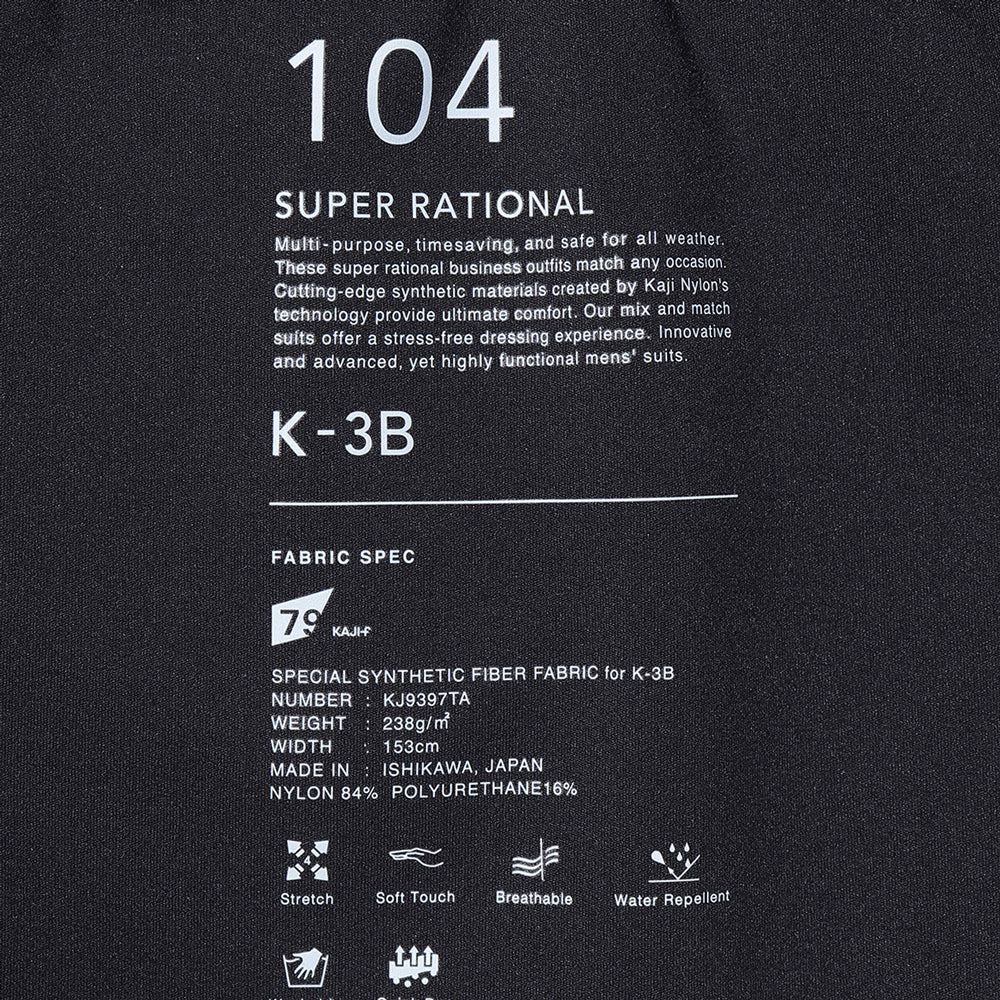 104
SUPER RATIONAL
Multi-purpose, timesaving, and safe for all weather.
These super rational business outfits match any occasion.
Cutting-edge synthetic materials created by Kaji Nylon's
technology provide ultimate comfort. Our mix and match
suits offer a stress-free dressing experience. Innovative
and advanced, yet highly functional mens' suits.
K-3B
FABRIC SPEC
79 KAJI-F
SPECIAL SYNTHETIC FIBER FABRIC for K-3B
NUMBER : KJ9397TA
WEIGHT : 238g/㎡
WIDTH : 153cm
MADE IN : ISHIKAWA, JAPAN
NYLON 84% POLYURETHANE16%
4
Stretch Soft Touch Breathable Water Repellent